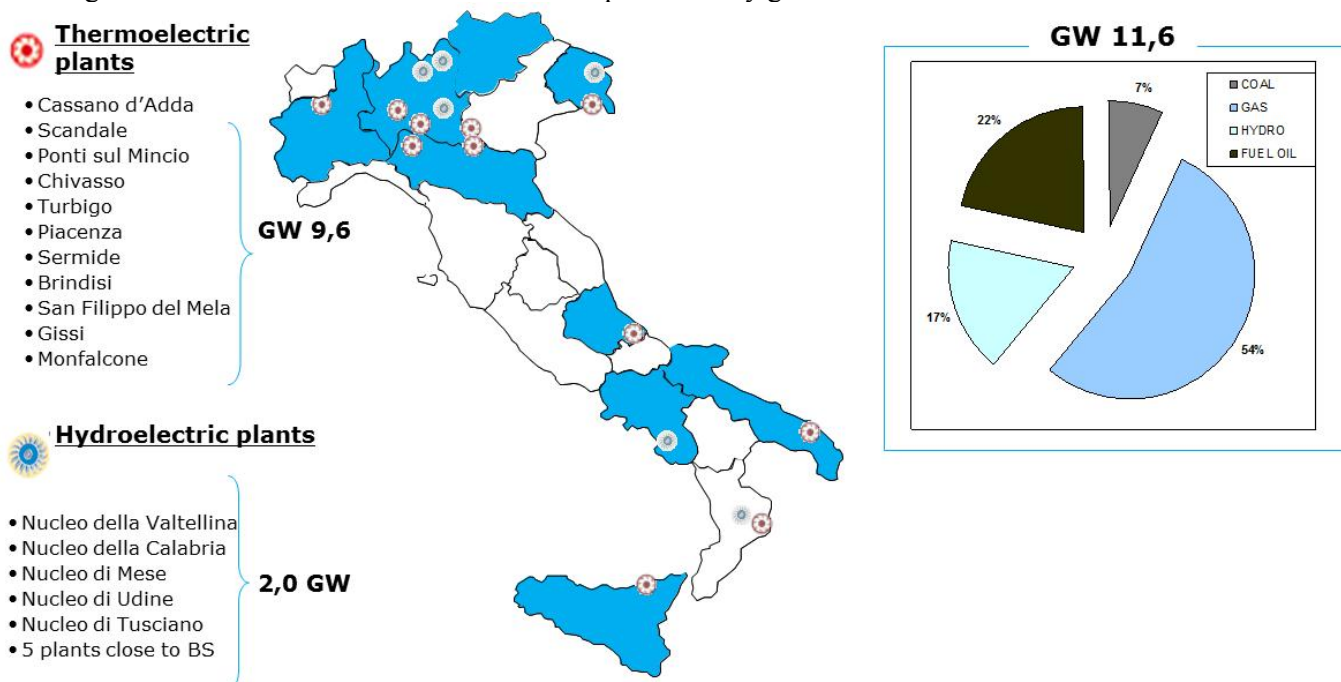 Thermoelectric
plants
• Cassano d'Adda
• Scandale
• Ponti sul Mincio
• Chivasso
• Turbigo
• Piacenza
• Sermide
• Brindisi
• San Filippo del Mela
• Gissi
• Monfalcone
GW 9,6
Hydroelectric plants
• Nucleo della Valtellina
• Nucleo della Calabria
• Nucleo di Mese
• Nucleo di Udine
• Nucleo di Tusciano
• 5 plants close to BS
2,0 GW
GW 11,6
COAL
GAS
HYDRO
FUEL OIL
7%
22%
17%
54%